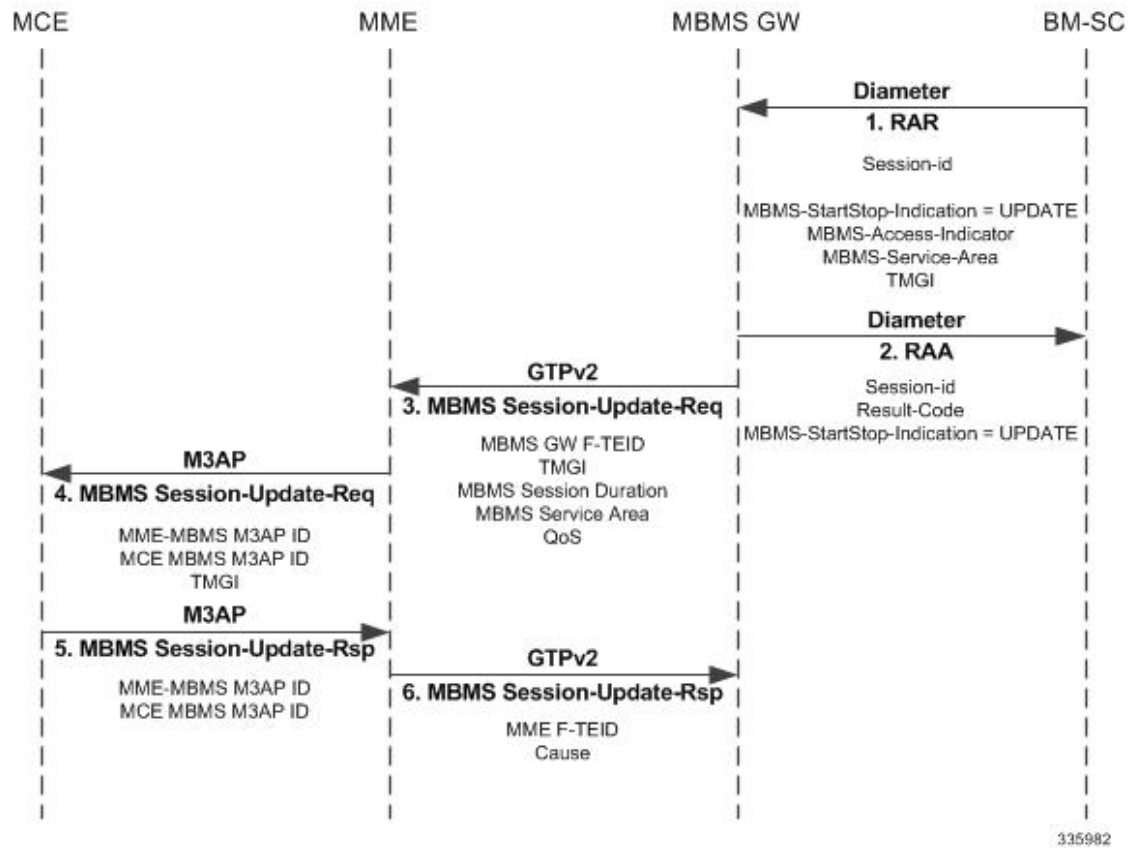 MCE
MME
MBMS GW
BM-SC
Diameter
1. RAR
Session-id
MBMS-StartStop-Indication = UPDATE
MBMS-Access-Indicator
MBMS-Service-Area
TMGI
Diameter
2. RAA
Session-id
Result-Code
MBMS-StartStop-Indication = UPDATE
GTPv2
3. MBMS Session-Update-Req
MBMS GW F-TEID
TMGI
MBMS Session Duration
MBMS Service Area
QoS
M3AP
4. MBMS Session-Update-Req
MME-MBMS M3AP ID
MCE MBMS M3AP ID
TMGI
M3AP
5. MBMS Session-Update-Rsp
MME-MBMS M3AP ID
MCE MBMS M3AP ID
GTPv2
6. MBMS Session-Update-Rsp
MME F-TEID
Cause
335982